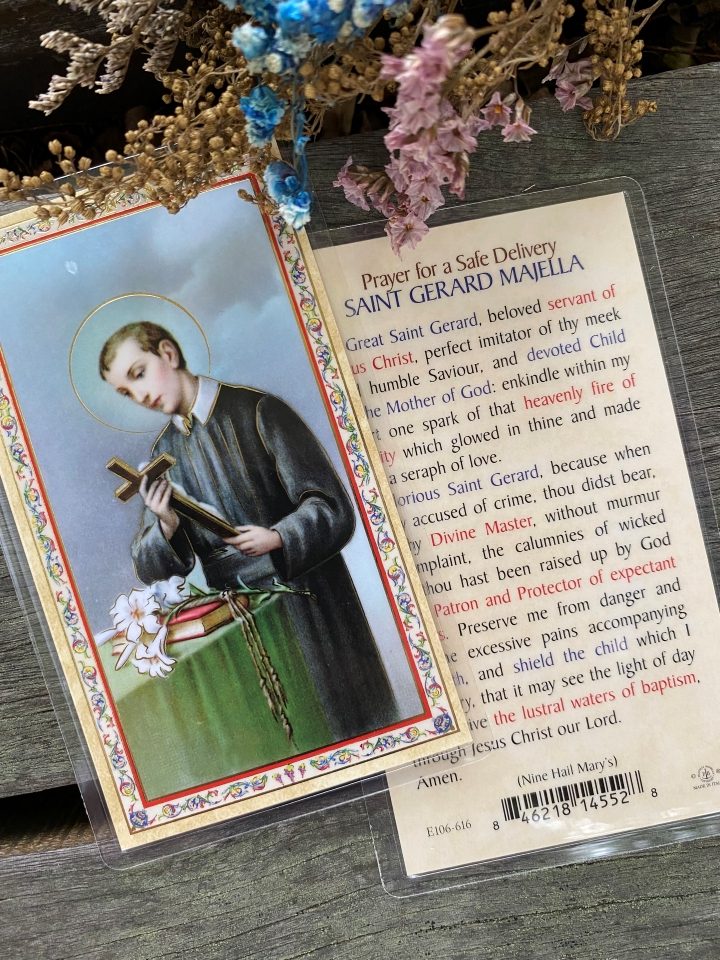 Prayer for a Safe Delivery
SAINT GERARD MAJELLA
Great Saint Gerard, beloved servant of
us Christ, perfect imitator of thy meek
humble Saviour, and devoted Child
he Mother of God: enkindle within my
one spark of that heavenly fire of
ity which glowed in thine and made
a seraph of love.
orious Saint Gerard, because when
accused of crime, thou didst bear,
y Divine Master, without murmur
mplaint, the calumnies of wicked
hou hast been raised up by God
Patron and Protector of expectant
s. Preserve me from danger and
e excessive pains accompanying
h, and shield the child which I
y, that it may see the light of day
ive the lustral waters of baptism,
through Jesus Christ our Lord.
Amen.
(Nine Hail Mary's)
E106-616
8 46218 14552 8